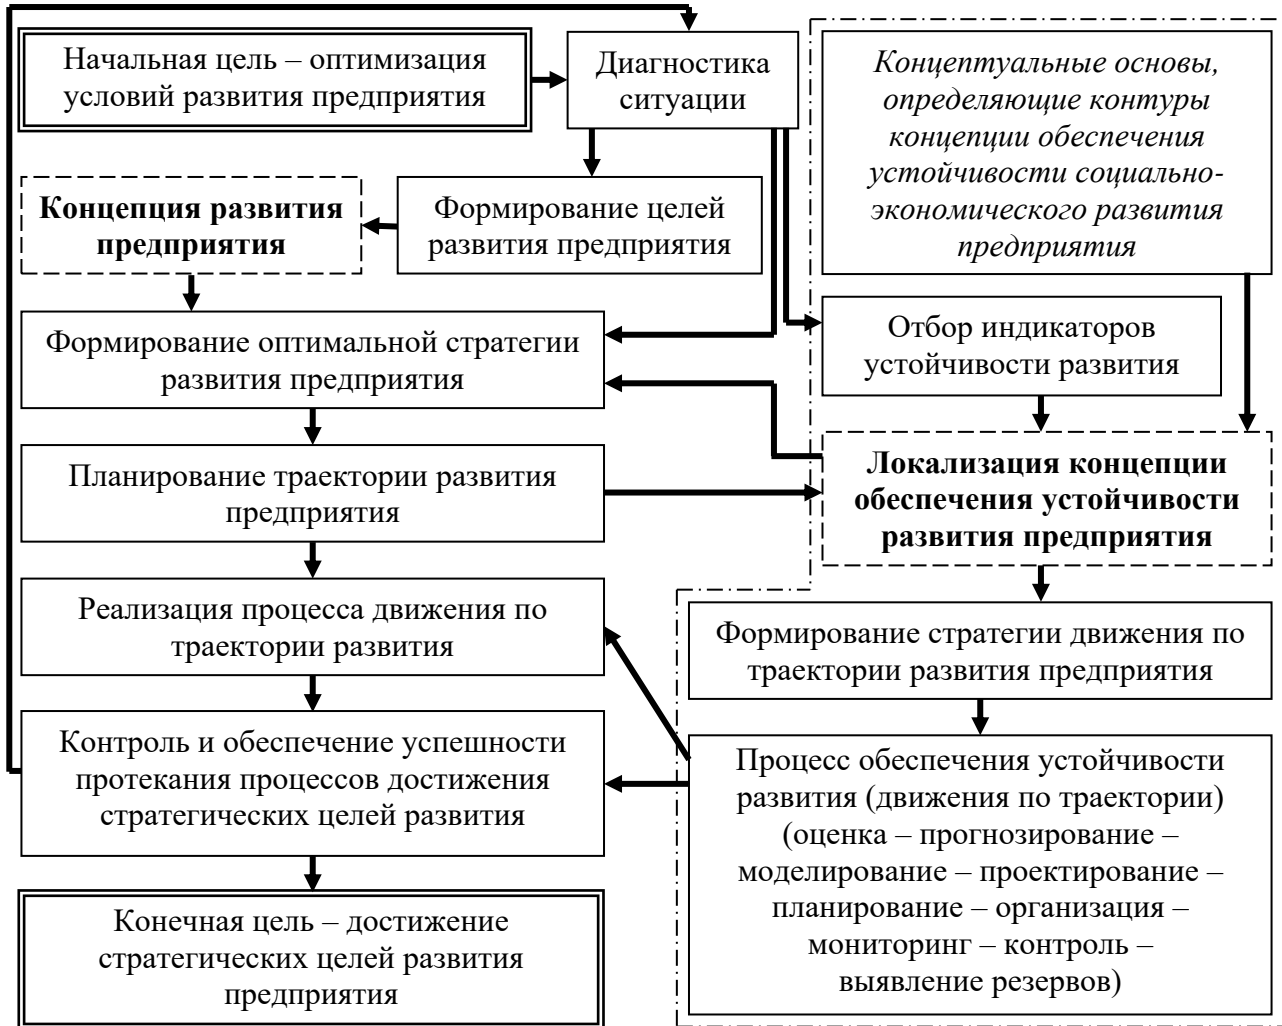 Начальная цель – оптимизация
условий развития предприятия
Диагностика
ситуации
Концептуальные основы,
определяющие контуры
концепции обеспечения
устойчивости социально-
экономического развития
предприятия
Концепция развития
предприятия
Формирование целей
развития предприятия
Формирование оптимальной стратегии
развития предприятия
Отбор индикаторов
устойчивости развития
Планирование траектории развития
предприятия
Локализация концепции
обеспечения устойчивости
развития предприятия
Реализация процесса движения по
траектории развития
Формирование стратегии движения по
траектории развития предприятия
Контроль и обеспечение успешности
протекания процессов достижения
стратегических целей развития
Процесс обеспечения устойчивости
развития (движения по траектории)
(оценка – прогнозирование –
моделирование – проектирование –
планирование – организация –
мониторинг – контроль –
выявление резервов)
Конечная цель – достижение
стратегических целей развития
предприятия